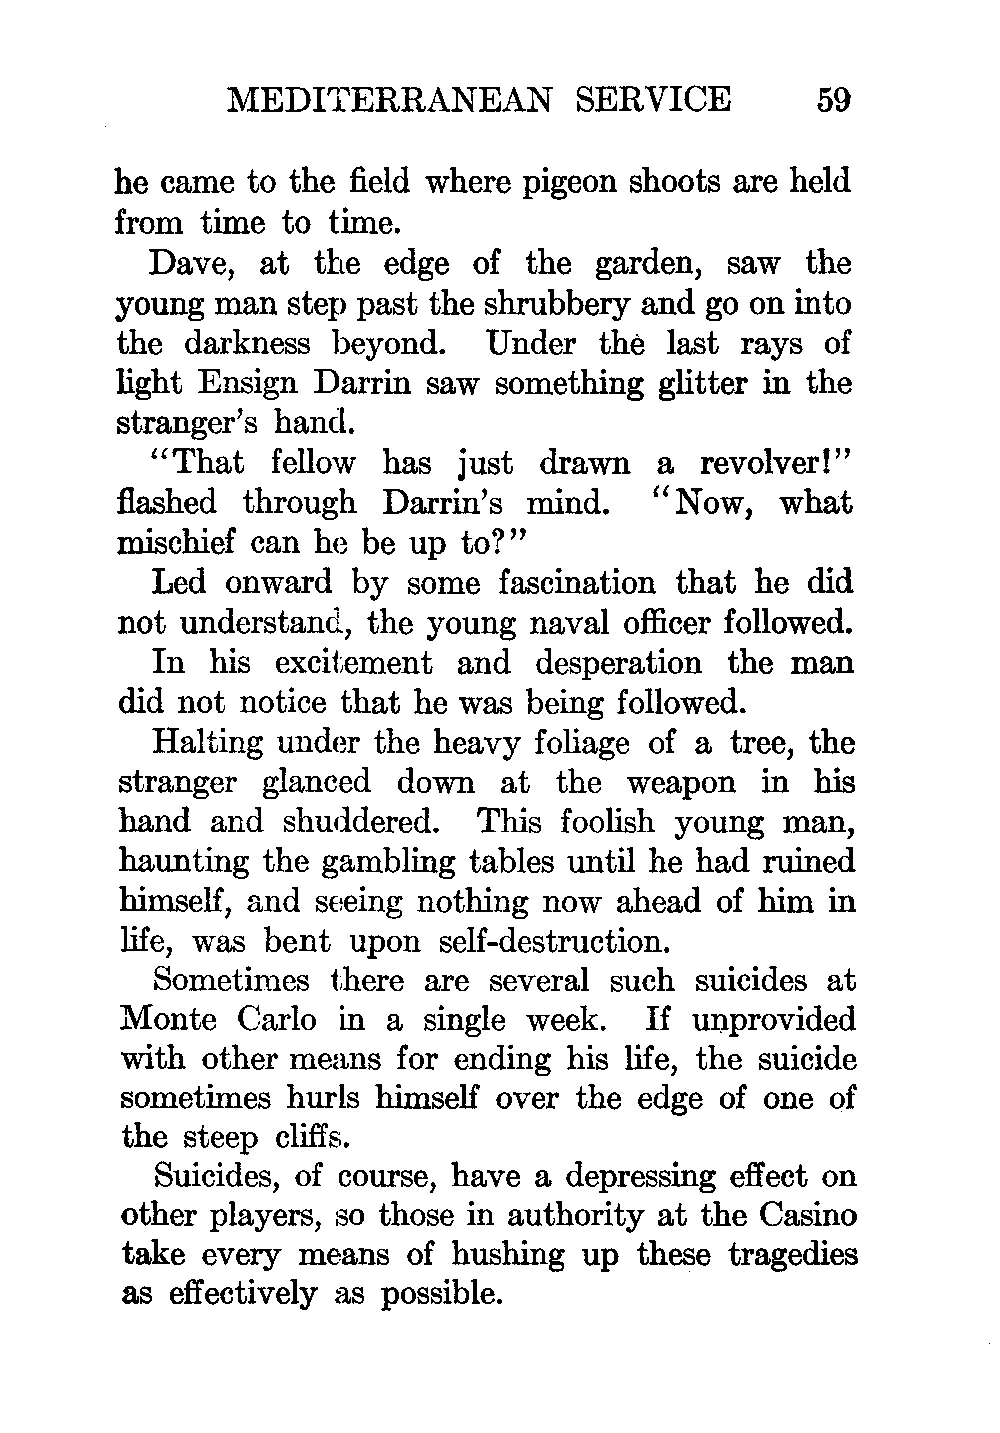 MEDITERRANEAN SERVICE 59
he came to the field where pigeon shoots are held
from time to time.
Dave, at the edge of the garden, saw the
young man step past the shrubbery and go on into
the darkness beyond. Under the last rays of
light Ensign Darrin saw something glitter in the
stranger's hand.
"That fellow has just drawn a revolver!"
flashed through Darrin's mind. "Now, what
mischief can he be up to?"
Led onward by some fascination that he did
not understand, the young naval officer followed.
In his excitement and desperation the man
did not notice that he was being followed.
Halting under the heavy foliage of a tree, the
stranger glanced down at the weapon in his
hand and shuddered. This foolish young man,
haunting the gambling tables until he had ruined
himself, and seeing nothing now ahead of him in
life, was bent upon self-destruction.
Sometimes there are several such suicides at
Monte Carlo in a single week. If unprovided
with other means for ending his life, the suicide
sometimes hurls himself over the edge of one of
the steep cliffs.
Suicides, of course, have a depressing effect on
other players, so those in authority at the Casino
take every means of hushing up these tragedies
as effectively as possible.